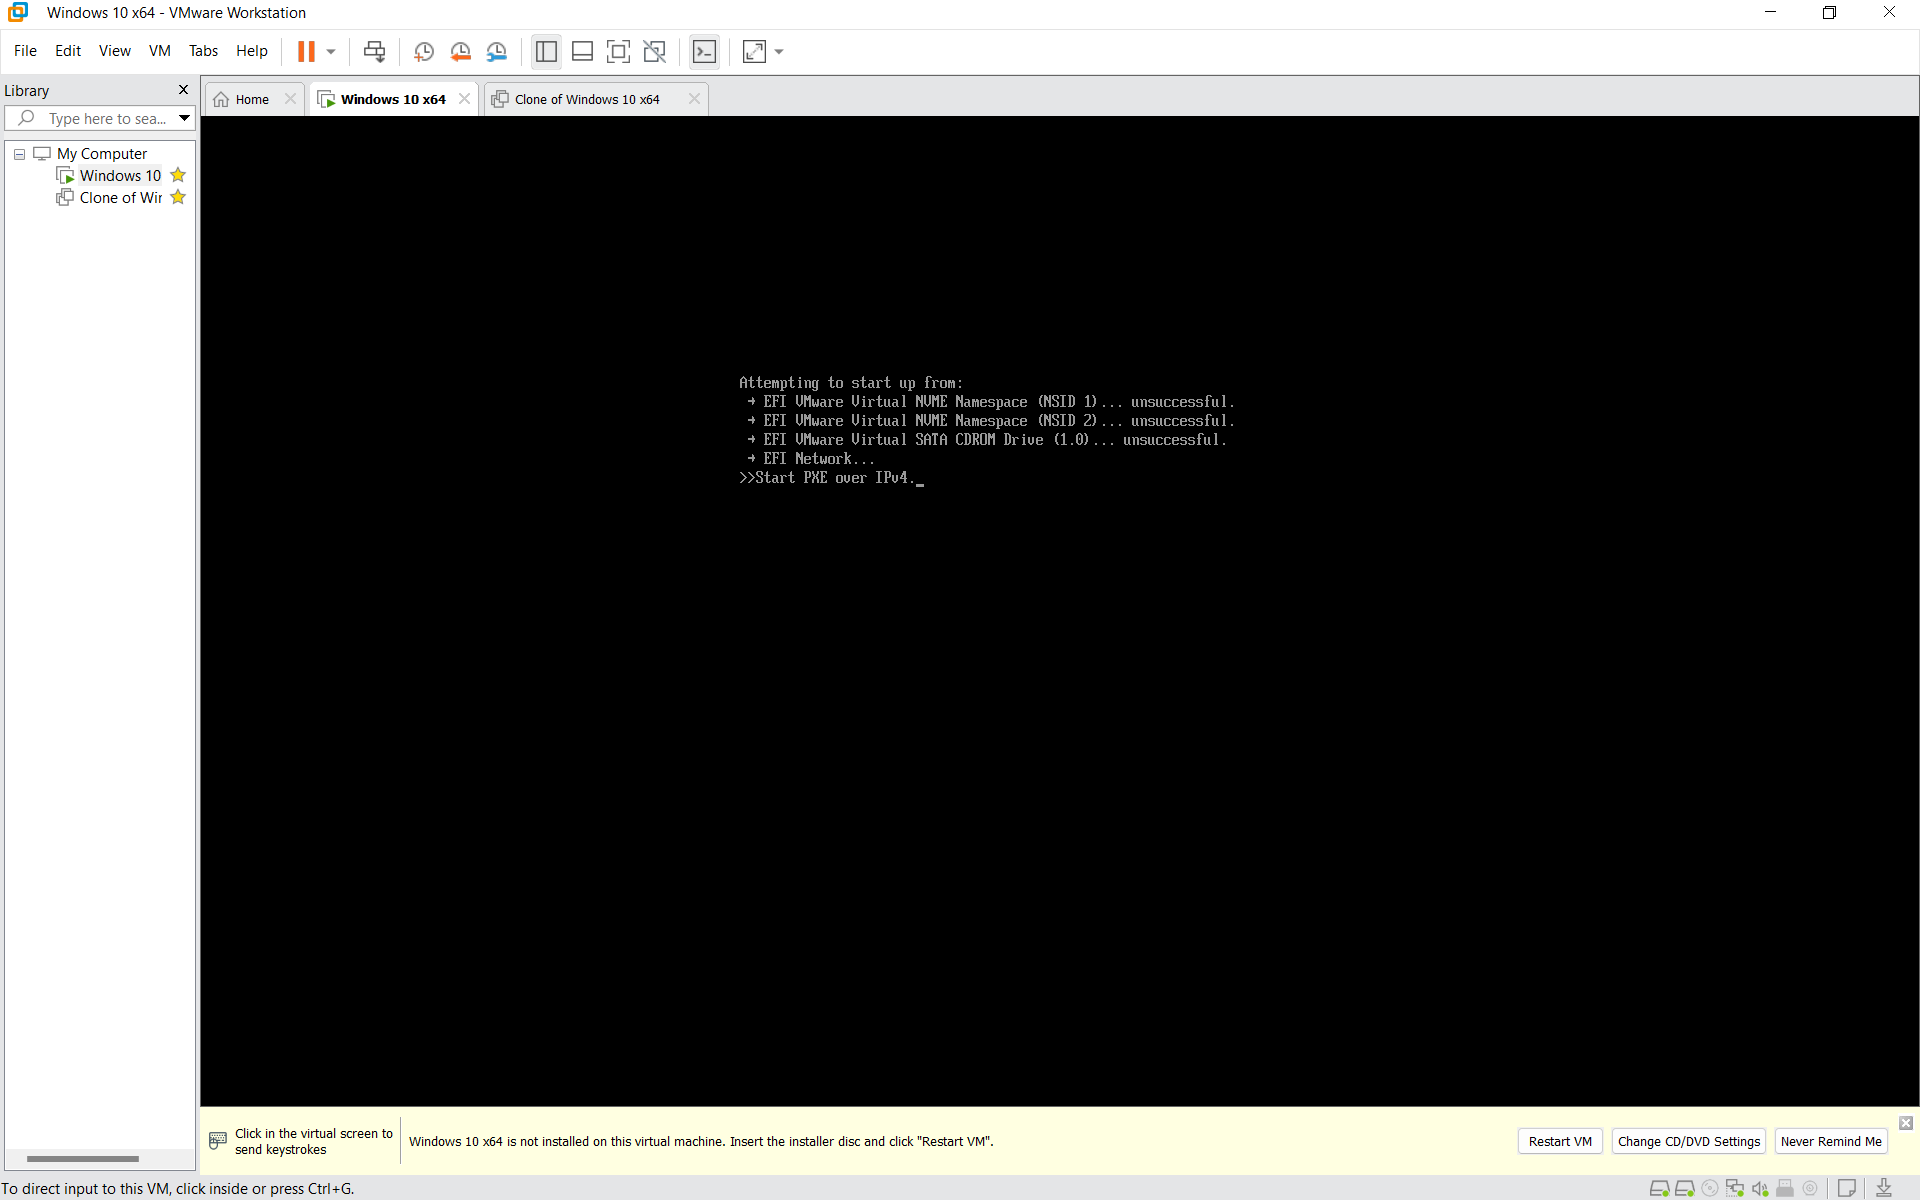 Windows 10 x64 - VMware Workstation
File Edit View VM Tabs Help
Library
Type here to sea...
Home
Windows 10 x64
Clone of Windows 10 x64
My Computer
Windows 10
Clone of Wir
Attempting to start up from:
→ EFI VMware Virtual NVME Namespace (NSID 1)... unsuccessful.
→ EFI VMware Virtual NVME Namespace (NSID 2)... unsuccessful.
→ EFI VMware Virtual SATA CDROM Drive (1.0)... unsuccessful.
→ EFI Network...
>>Start PXE over IPv4._
Click in the virtual screen to
send keystrokes
Windows 10 x64 is not installed on this virtual machine. Insert the installer disc and click "Restart VM".
Restart VM
Change CD/DVD Settings
Never Remind Me
To direct input to this VM, click inside or press Ctrl+G.